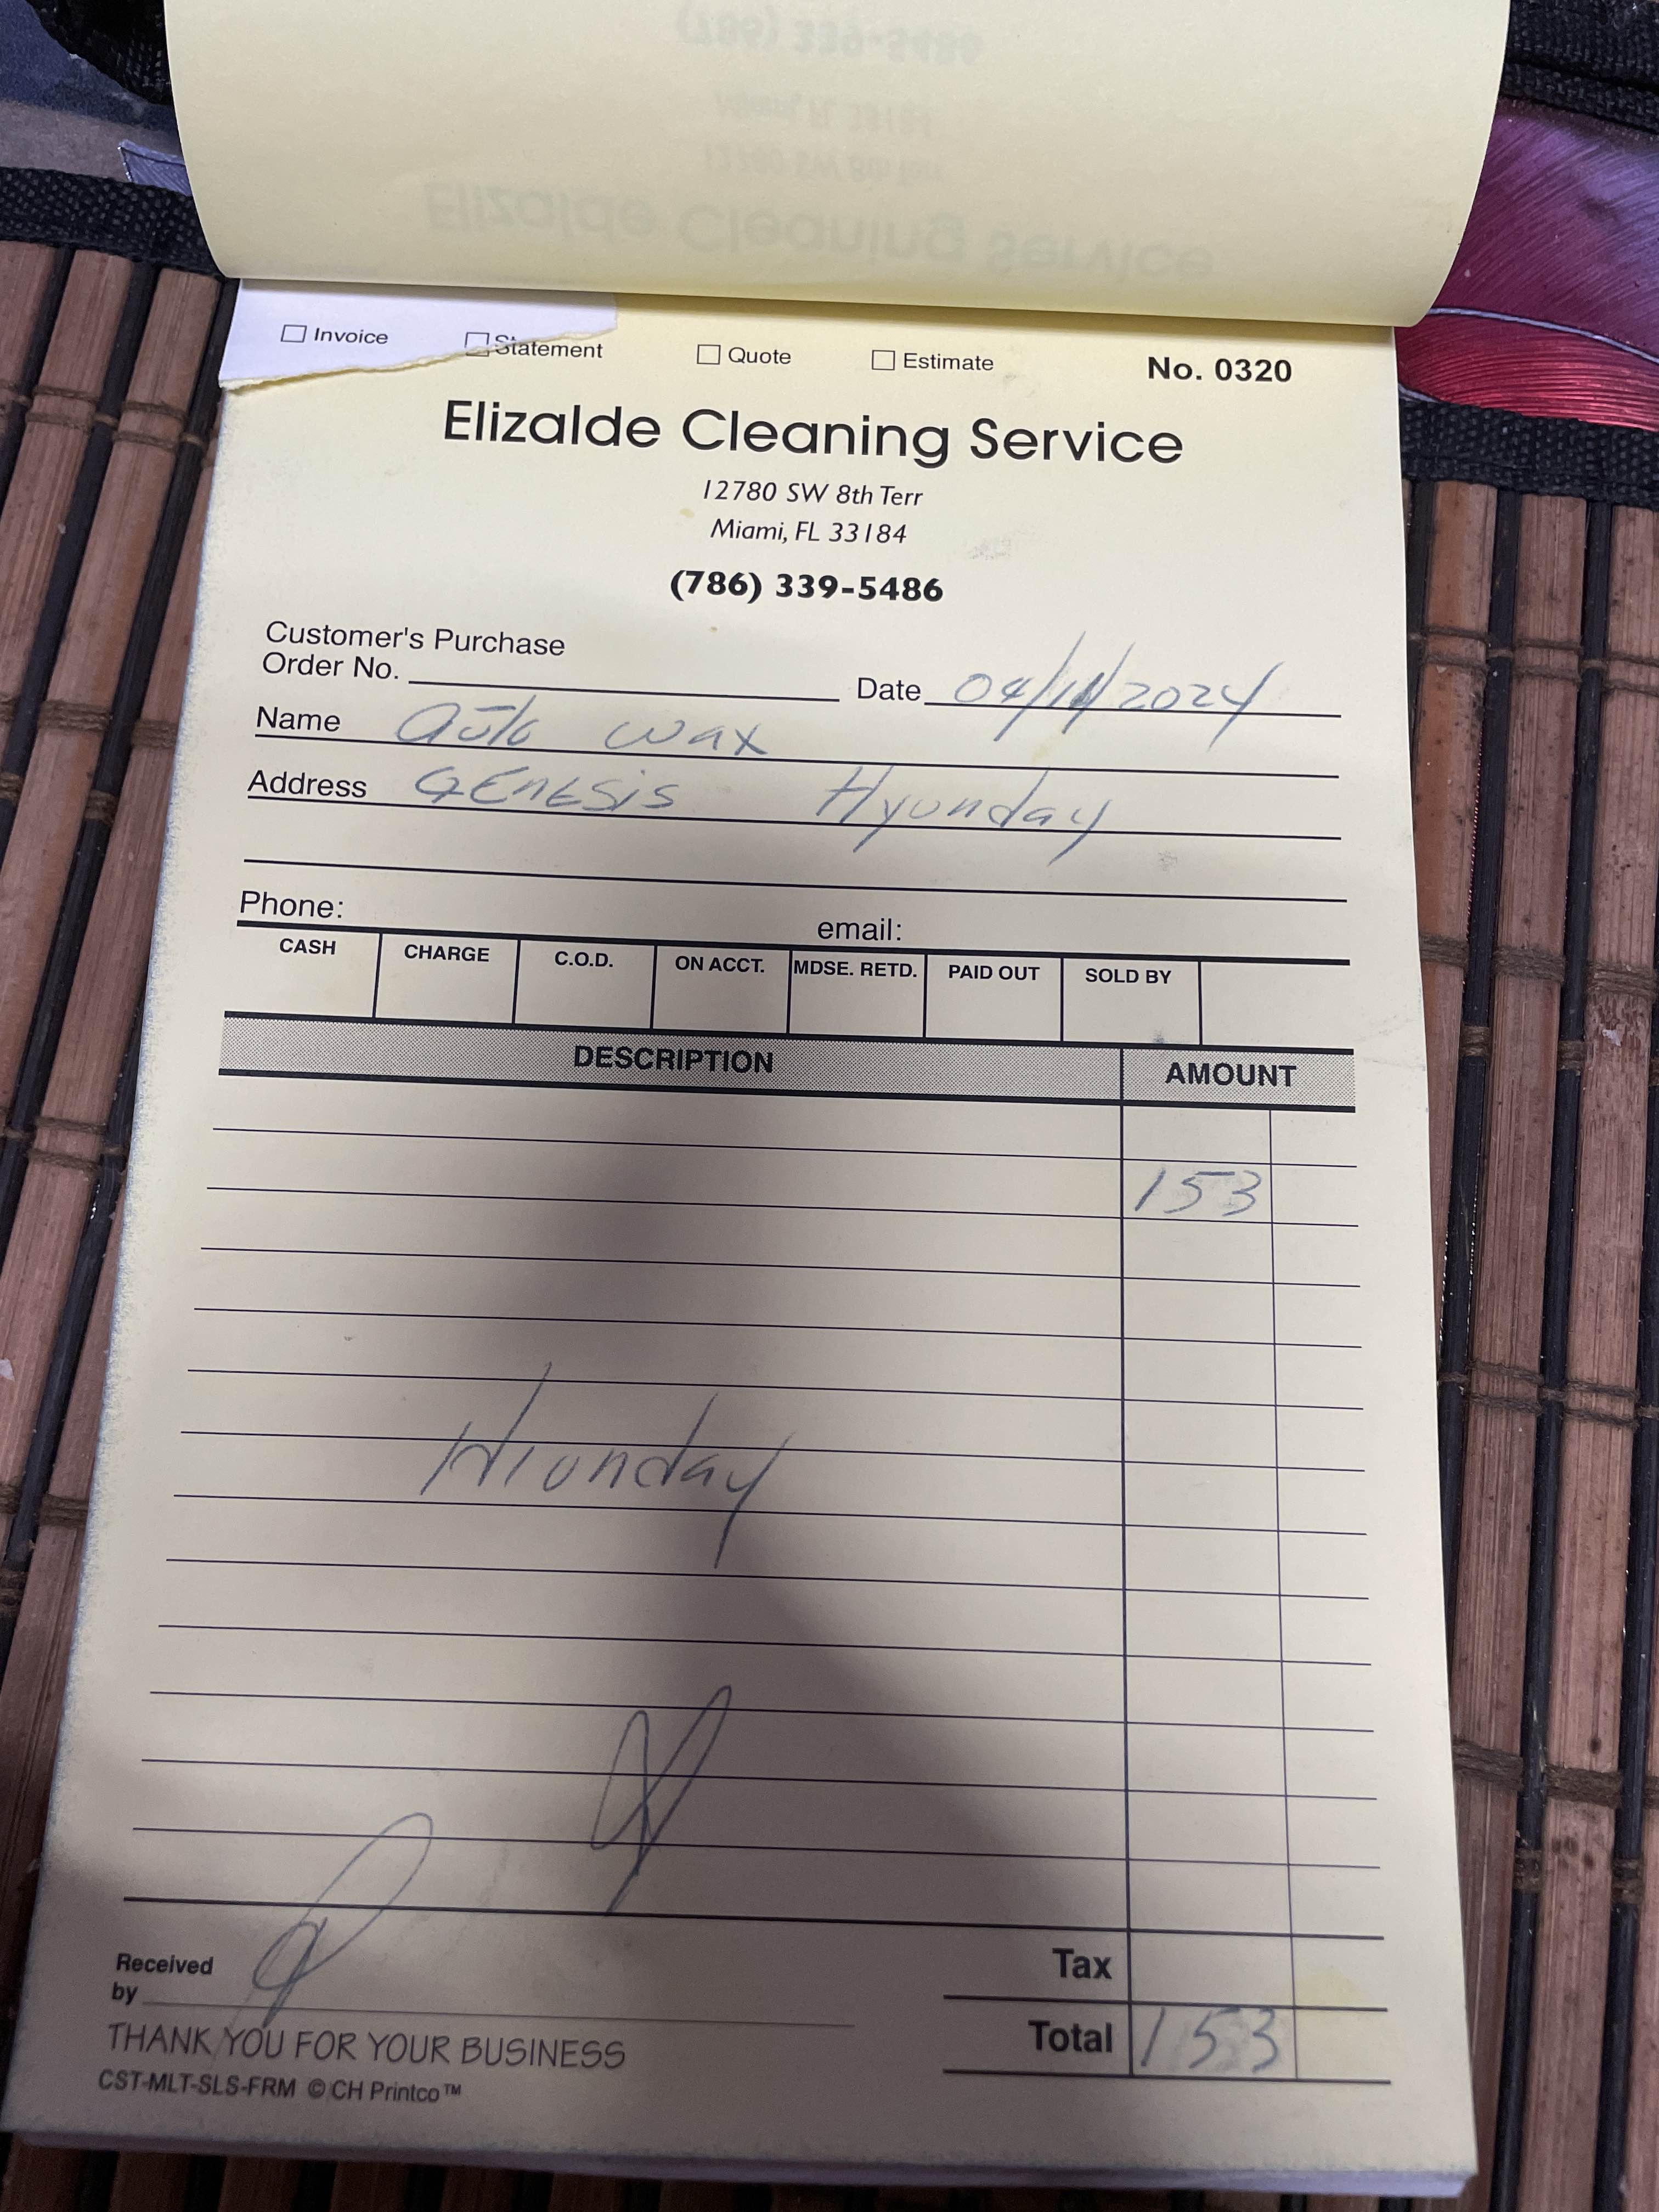 Invoice Statement Quote Estimate No. 0320
Elizalde Cleaning Service
12780 SW 8th Terr
Miami, FL 33184
(786) 339-5486
Customer's Purchase
Order No. Date 04/ /2024
Name auto wax
Address GENESIS Hyunday
Phone: email:
CASH CHARGE C.O.D. ON ACCT. MDSE. RETD. PAID OUT SOLD BY
DESCRIPTION AMOUNT
153
Hiunday
Received
by
Tax
Total 153
THANK YOU FOR YOUR BUSINESS
CST-MLT-SLS-FRM © CH Printco™